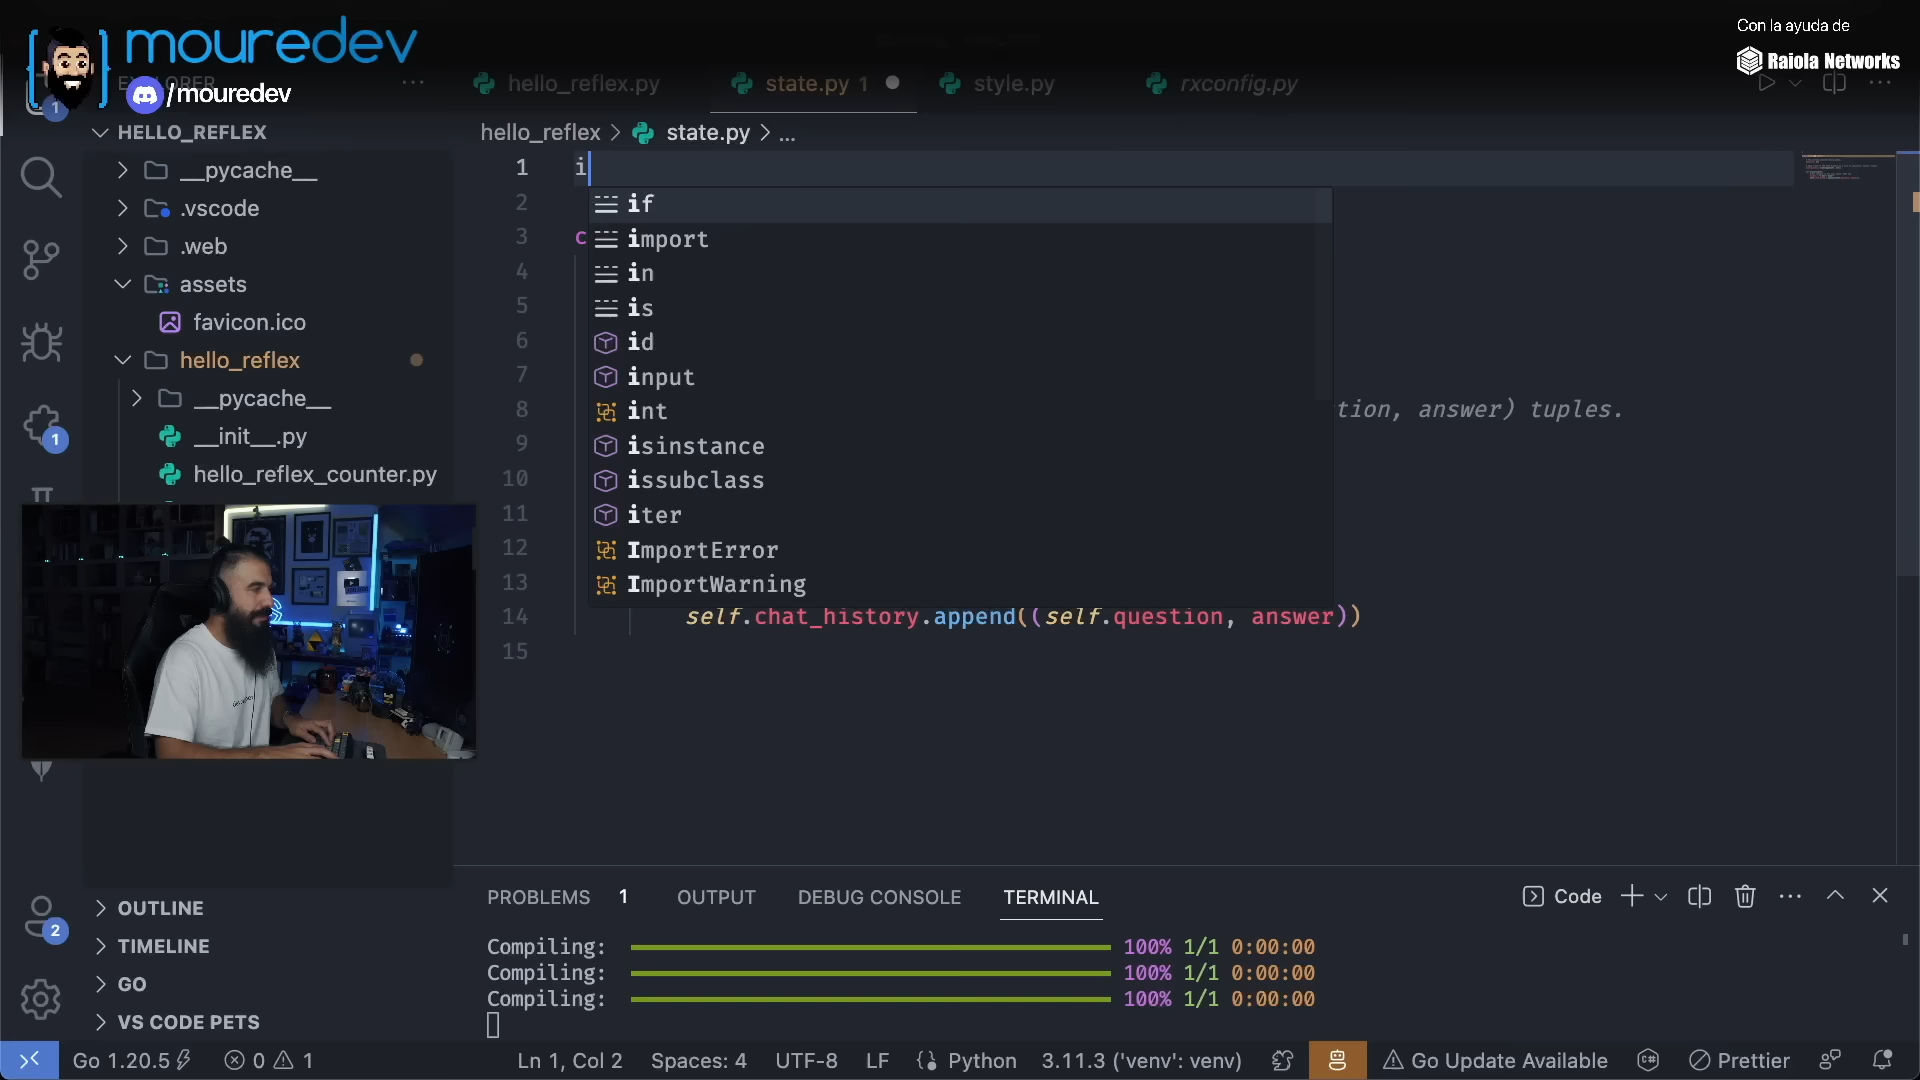 mouredev
/mouredev
Con la ayuda de
Raiola Networks
EXPLORER
hello_reflex.py
state.py 1
style.py
rxconfig.py
1
HELLO_REFLEX
hello_reflex > state.py > ...
__pycache__
.vscode
.web
assets
favicon.ico
hello_reflex
__pycache__
__init__.py
hello_reflex_counter.py
1
1 i
2
3 c
4
5
6
7
8 tion, answer) tuples.
9
10
11
12
13
14 self.chat_history.append((self.question, answer))
15
if
import
in
is
id
input
int
isinstance
issubclass
iter
ImportError
ImportWarning
2
OUTLINE
TIMELINE
GO
VS CODE PETS
PROBLEMS 1 OUTPUT DEBUG CONSOLE TERMINAL
Code
Compiling: 100% 1/1 0:00:00
Compiling: 100% 1/1 0:00:00
Compiling: 100% 1/1 0:00:00
Go 1.20.5 0 1
Ln 1, Col 2 Spaces: 4 UTF-8 LF Python 3.11.3 ('venv': venv) Go Update Available Prettier